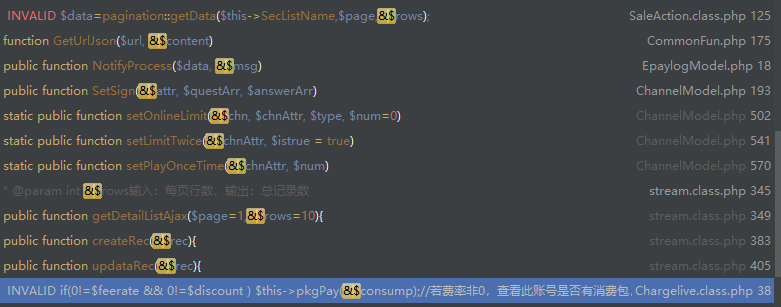 INVALID $data=pagination::getData($this->SecListName,$page,&$rows); SaleAction.class.php 125
function GetUrlJson($url, &$content) CommonFun.php 175
public function NotifyProcess($data, &$msg) EpaylogModel.php 18
public function SetSign(&$attr, $questArr, $answerArr) ChannelModel.php 193
static public function setOnlineLimit(&$chn, $chnAttr, $type, $num=0) ChannelModel.php 502
static public function setLimitTwice(&$chnAttr, $istrue = true) ChannelModel.php 541
static public function setPlayOnceTime(&$chnAttr, $num) ChannelModel.php 570
* @param int &$rows输入：每页行数，输出：总记录数 stream.class.php 345
public function getDetailListAjax($page=1,&$rows=10){ stream.class.php 349
public function createRec(&$rec){ stream.class.php 383
public function updataRec(&$rec){ stream.class.php 405
INVALID if(0!=$feerate && 0!=$discount ) $this->pkgPay(&$consump);//若费率非0，查看此账号是否有消费包, Chargelive.class.php 38